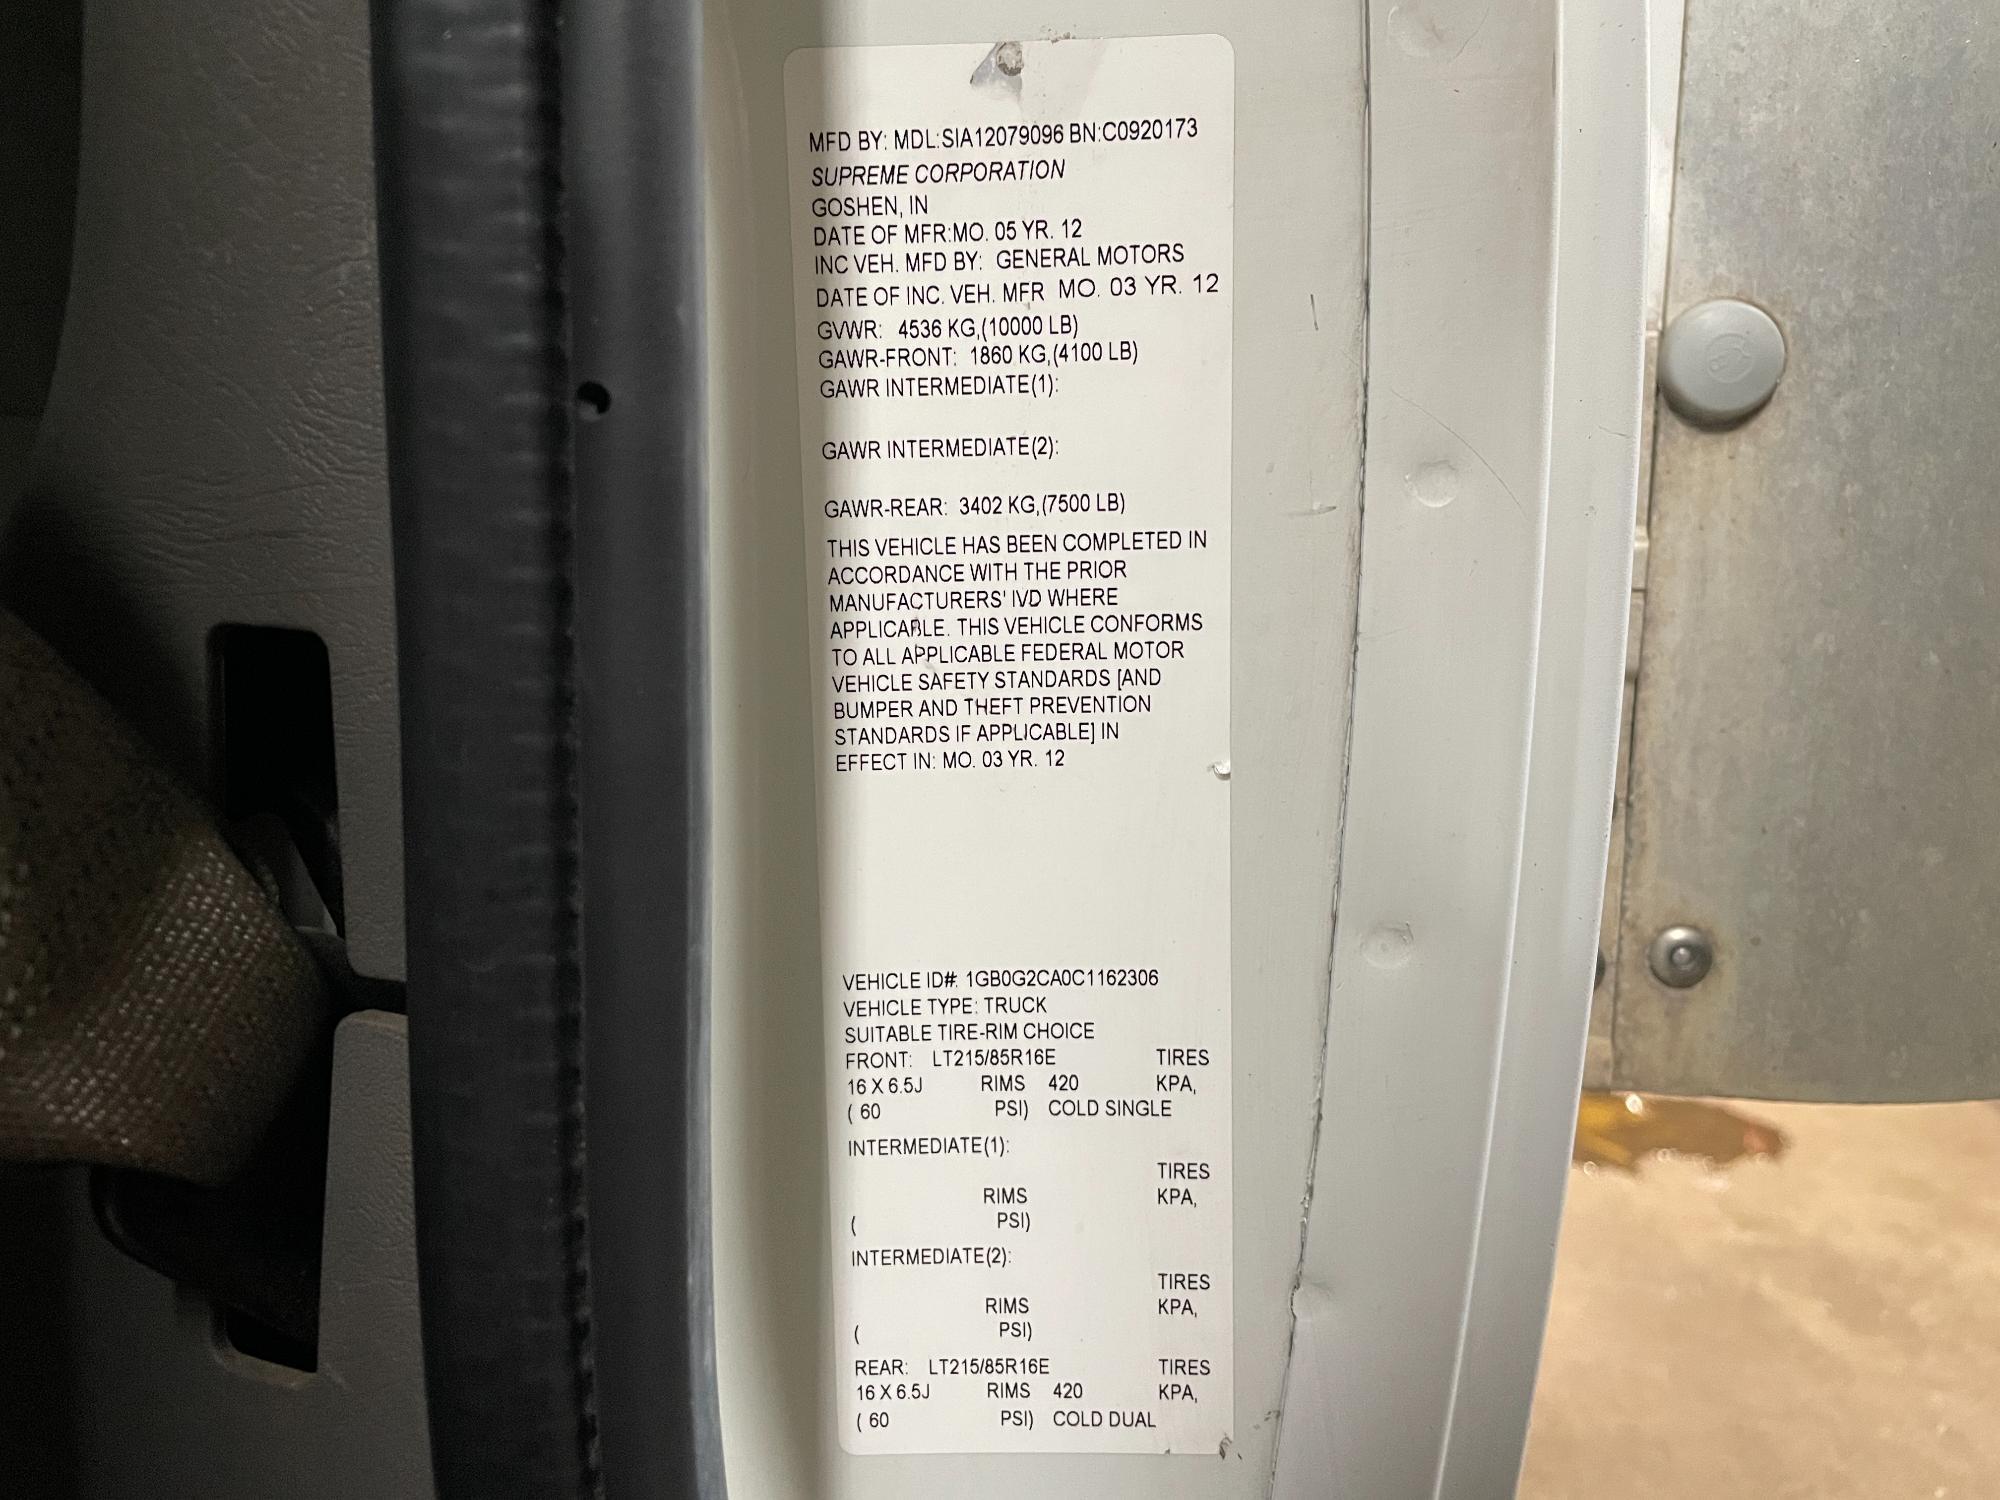 MFD BY: MDL:SIA12079096 BN:C0920173
SUPREME CORPORATION
GOSHEN, IN
DATE OF MFR:MO. 05 YR. 12
INC VEH. MFD BY: GENERAL MOTORS
DATE OF INC. VEH. MFR MO. 03 YR. 12
GVWR: 4536 KG,(10000 LB)
GAWR-FRONT: 1860 KG,(4100 LB)
GAWR INTERMEDIATE(1):
GAWR INTERMEDIATE(2):
GAWR-REAR: 3402 KG,(7500 LB)
THIS VEHICLE HAS BEEN COMPLETED IN
ACCORDANCE WITH THE PRIOR
MANUFACTURERS' IVD WHERE
APPLICABLE. THIS VEHICLE CONFORMS
TO ALL APPLICABLE FEDERAL MOTOR
VEHICLE SAFETY STANDARDS [AND
BUMPER AND THEFT PREVENTION
STANDARDS IF APPLICABLE] IN
EFFECT IN: MO. 03 YR. 12
VEHICLE ID#: 1GB0G2CA0C1162306
VEHICLE TYPE: TRUCK
SUITABLE TIRE-RIM CHOICE
FRONT: LT215/85R16E TIRES
16 X 6.5J RIMS 420 KPA,
( 60 PSI) COLD SINGLE
INTERMEDIATE(1):
TIRES
RIMS KPA,
( PSI)
INTERMEDIATE(2):
TIRES
RIMS KPA,
( PSI)
REAR: LT215/85R16E TIRES
16 X 6.5J RIMS 420 KPA,
( 60 PSI) COLD DUAL